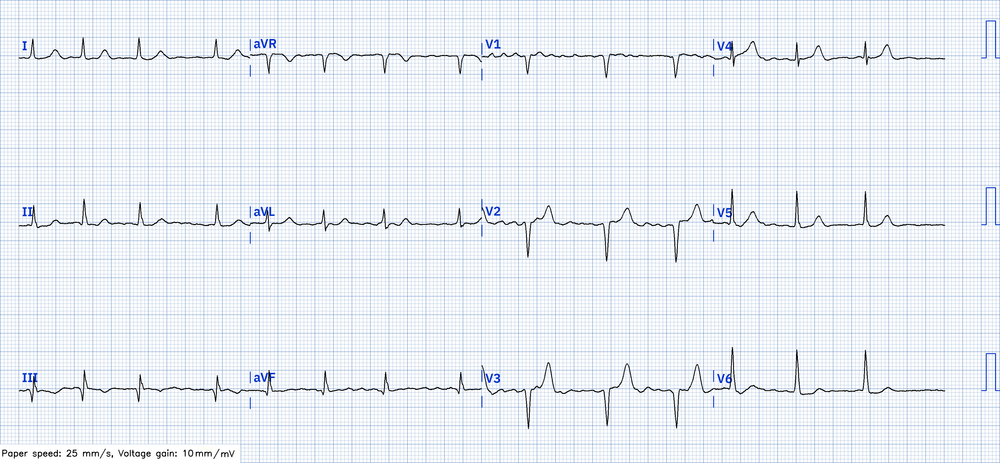 I aVR V1 V4
II aVL V2 V5
III aVF V3 V6
Paper speed: 25 mm/s, Voltage gain: 10 mm/mV